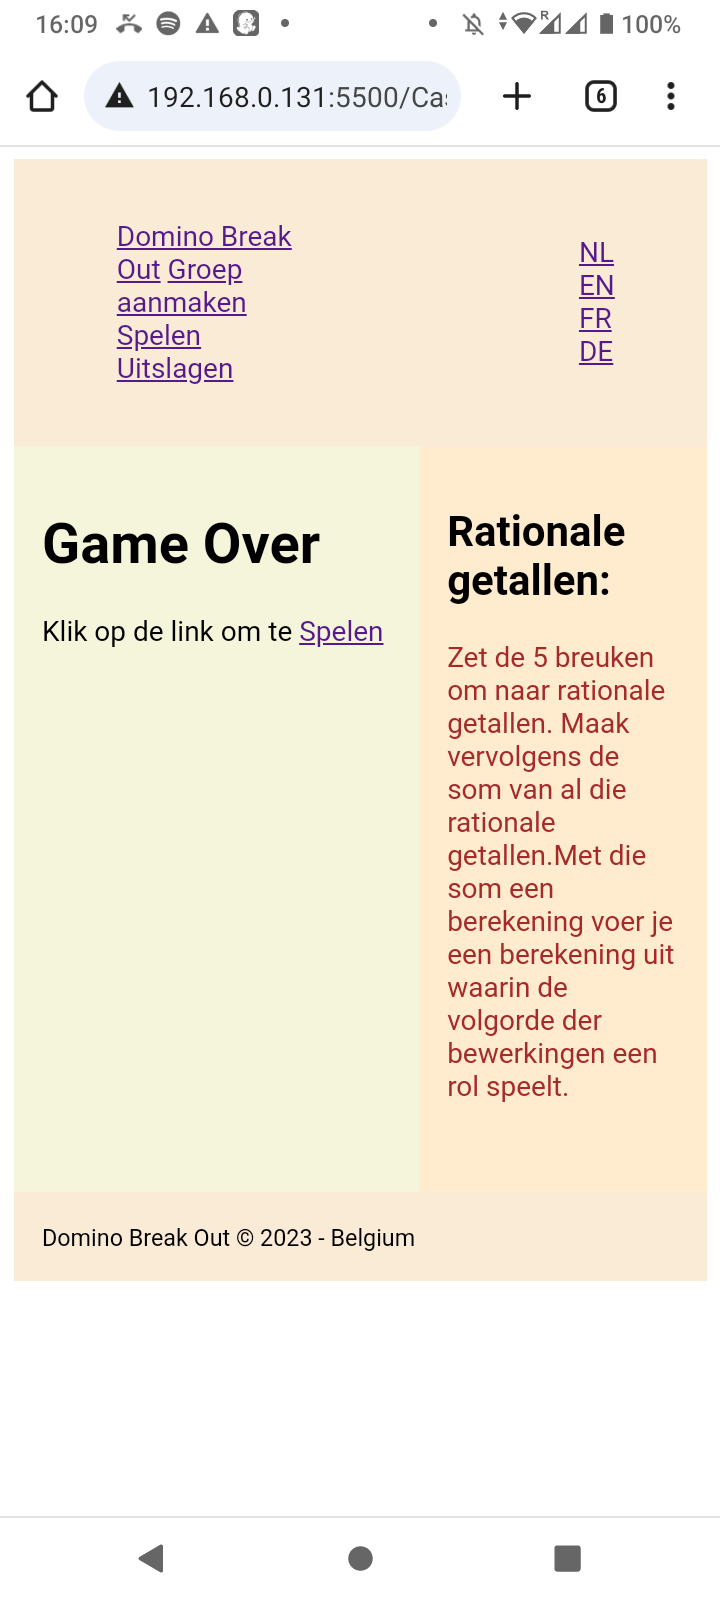 16:09
R
100%
192.168.0.131:5500/Ca
6
Domino Break
Out Groep
aanmaken
Spelen
Uitslagen
NL
EN
FR
DE
Game Over
Klik op de link om te Spelen
Rationale
getallen:
Zet de 5 breuken
om naar rationale
getallen. Maak
vervolgens de
som van al die
rationale
getallen.Met die
som een
berekening voer je
een berekening uit
waarin de
volgorde der
bewerkingen een
rol speelt.
Domino Break Out © 2023 - Belgium